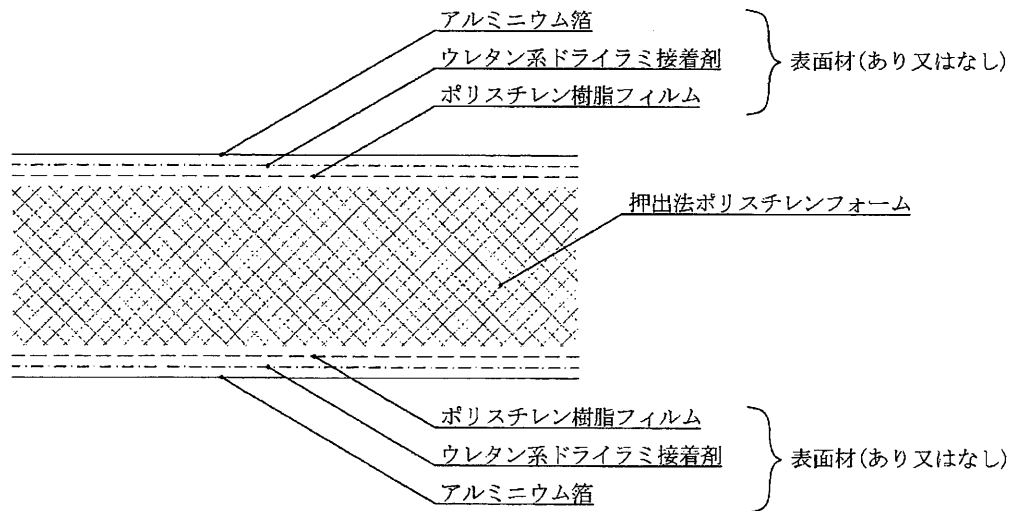 アルミニウム箔
ウレタン系ドライラミ接着剤
ポリスチレン樹脂フィルム
表面材(あり又はなし)
押出法ポリスチレンフォーム
ポリスチレン樹脂フィルム
ウレタン系ドライラミ接着剤
アルミニウム箔
表面材(あり又はなし)